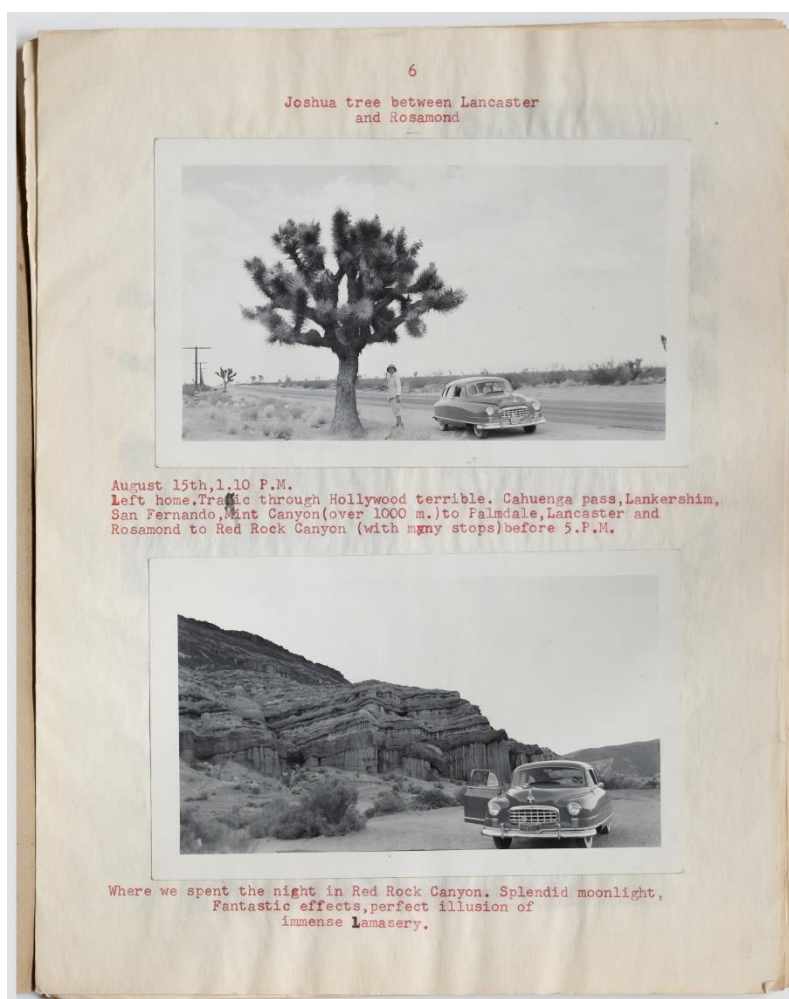 6
Joshua tree between Lancaster
and Rosamond
August 15th,1.10 P.M.
Left home.Traffic through Hollywood terrible. Cahuenga pass,Lankershim,
San Fernando,Mint Canyon(over 1000 m.)to Palmdale,Lancaster and
Rosamond to Red Rock Canyon (with many stops)before 5.P.M.
Where we spent the night in Red Rock Canyon. Splendid moonlight,
Fantastic effects,perfect illusion of
immense Lamasery.